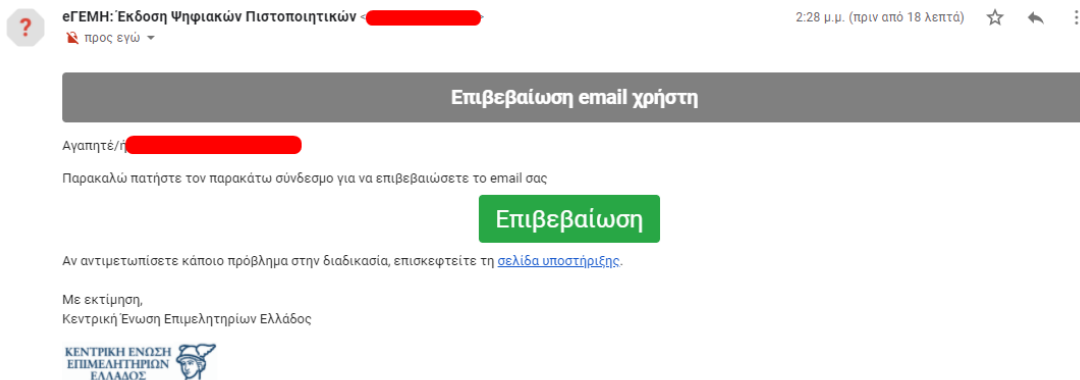 eΓΕΜΗ: Έκδοση Ψηφιακών Πιστοποιητικών <
2:28 μ.μ. (πριν από 18 λεπτά)
προς εγώ
Επιβεβαίωση email χρήστη
Αγαπητέ/ή
Παρακαλώ πατήστε τον παρακάτω σύνδεσμο για να επιβεβαιώσετε το email σας
Επιβεβαίωση
Αν αντιμετωπίσετε κάποιο πρόβλημα στην διαδικασία, επισκεφτείτε τη σελίδα υποστήριξης.
Με εκτίμηση,
Κεντρική Ένωση Επιμελητηρίων Ελλάδος
ΚΕΝΤΡΙΚΗ ΕΝΩΣΗ
ΕΠΙΜΕΛΗΤΗΡΙΩΝ
ΕΛΛΑΔΟΣ